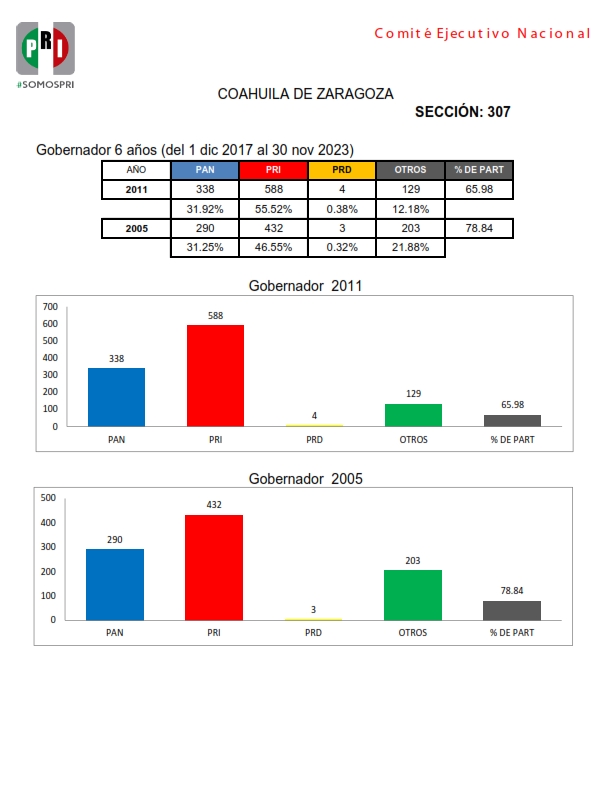 PRI
#SOMOSPRI
Comité Ejecutivo Nacional
COAHUILA DE ZARAGOZA
SECCIÓN: 307
Gobernador 6 años (del 1 dic 2017 al 30 nov 2023)
AÑO PAN PRI PRD OTROS % DE PART
2011 338 588 4 129 65.98
31.92% 55.52% 0.38% 12.18%
2005 290 432 3 203 78.84
31.25% 46.55% 0.32% 21.88%
Gobernador 2011
700
600
500
400
300
200
100
0
338
588
4
129
65.98
PAN PRI PRD OTROS % DE PART
Gobernador 2005
500
400
300
200
100
0
290
432
3
203
78.84
PAN PRI PRD OTROS % DE PART